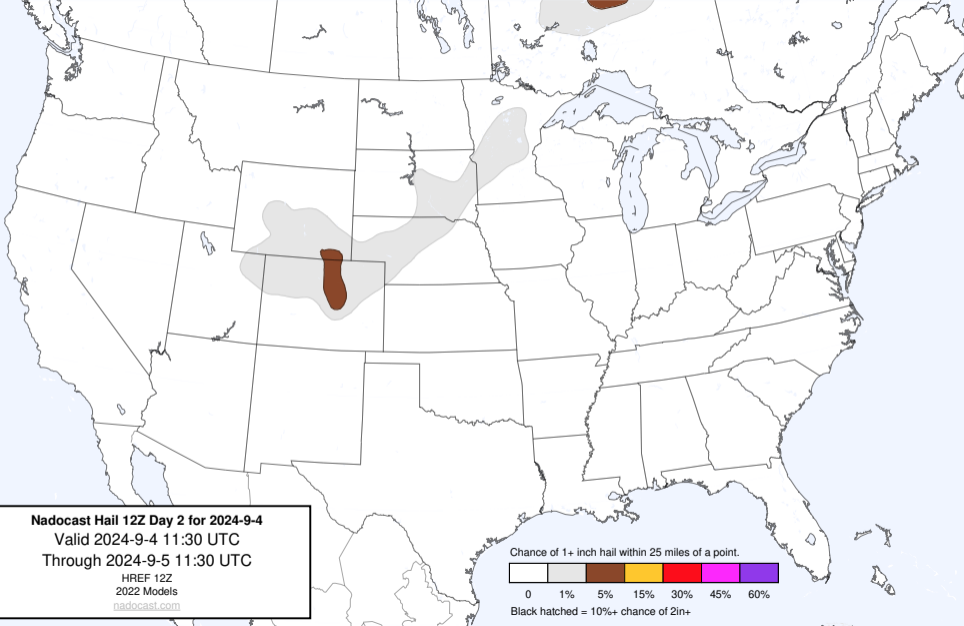 Nadocast Hail 12Z Day 2 for 2024-9-4
Valid 2024-9-4 11:30 UTC
Through 2024-9-5 11:30 UTC
HREF 12Z
2022 Models
nadocast.com
Chance of 1+ inch hail within 25 miles of a point.
0 1% 5% 15% 30% 45% 60%
Black hatched = 10%+ chance of 2in+